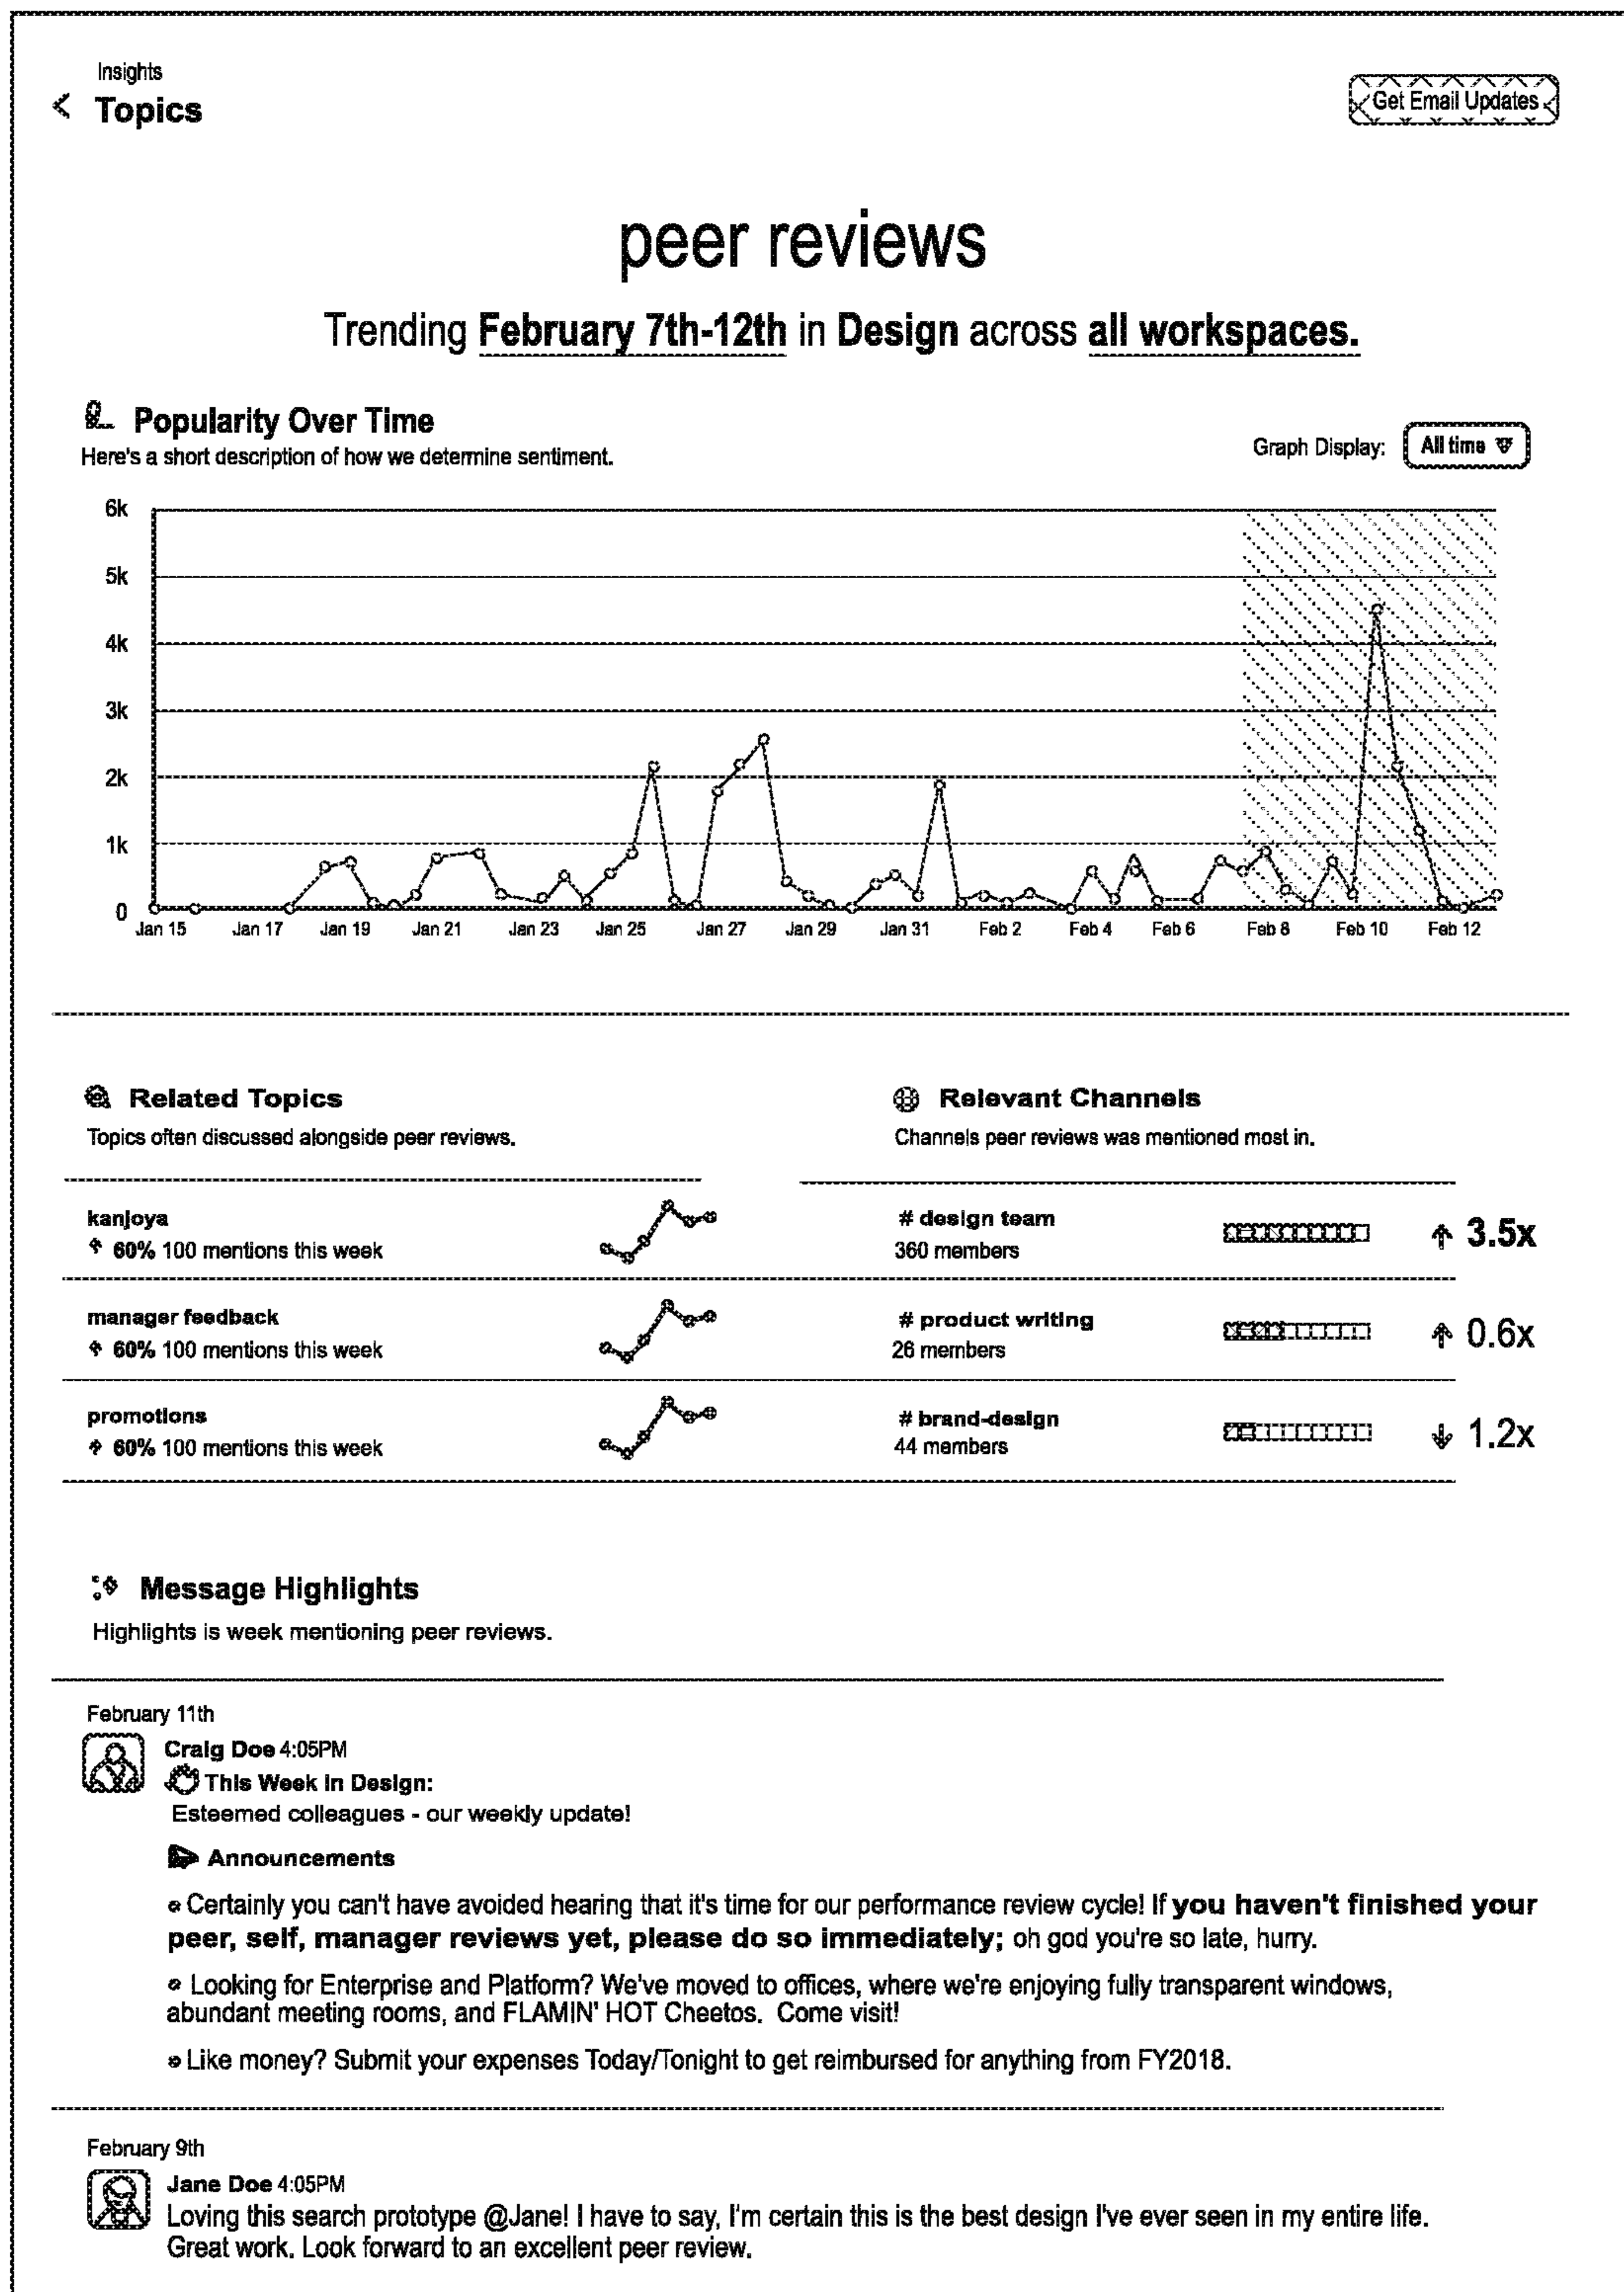 Insights
Topics
Get Email Updates
peer reviews
Trending February 7th-12th in Design across all workspaces.
Popularity Over Time
Here's a short description of how we determine sentiment.
Graph Display:
All time
6k
5k
4k
3k
2k
1k
0
Jan 15 Jan 17 Jan 19 Jan 21 Jan 23 Jan 25 Jan 27 Jan 29 Jan 31 Feb 2 Feb 4 Feb 6 Feb 8 Feb 10 Feb 12
Related Topics
Topics often discussed alongside peer reviews.
kanjoya
60% 100 mentions this week
manager feedback
60% 100 mentions this week
promotions
60% 100 mentions this week
Relevant Channels
Channels peer reviews was mentioned most in.
# design team
360 members
3.5x
# product writing
26 members
0.6x
# brand-design
44 members
1.2x
Message Highlights
Highlights is week mentioning peer reviews.
February 11th
Craig Doe 4:05PM
This Week in Design:
Esteemed colleagues - our weekly update!
Announcements
Certainly you can't have avoided hearing that it's time for our performance review cycle! If you haven't finished your
peer, self, manager reviews yet, please do so immediately; oh god you're so late, hurry.
Looking for Enterprise and Platform? We've moved to offices, where we're enjoying fully transparent windows,
abundant meeting rooms, and FLAMIN' HOT Cheetos. Come visit!
Like money? Submit your expenses Today/Tonight to get reimbursed for anything from FY2018.
February 9th
Jane Doe 4:05PM
Loving this search prototype @Jane! I have to say, I'm certain this is the best design I've ever seen in my entire life.
Great work. Look forward to an excellent peer review.